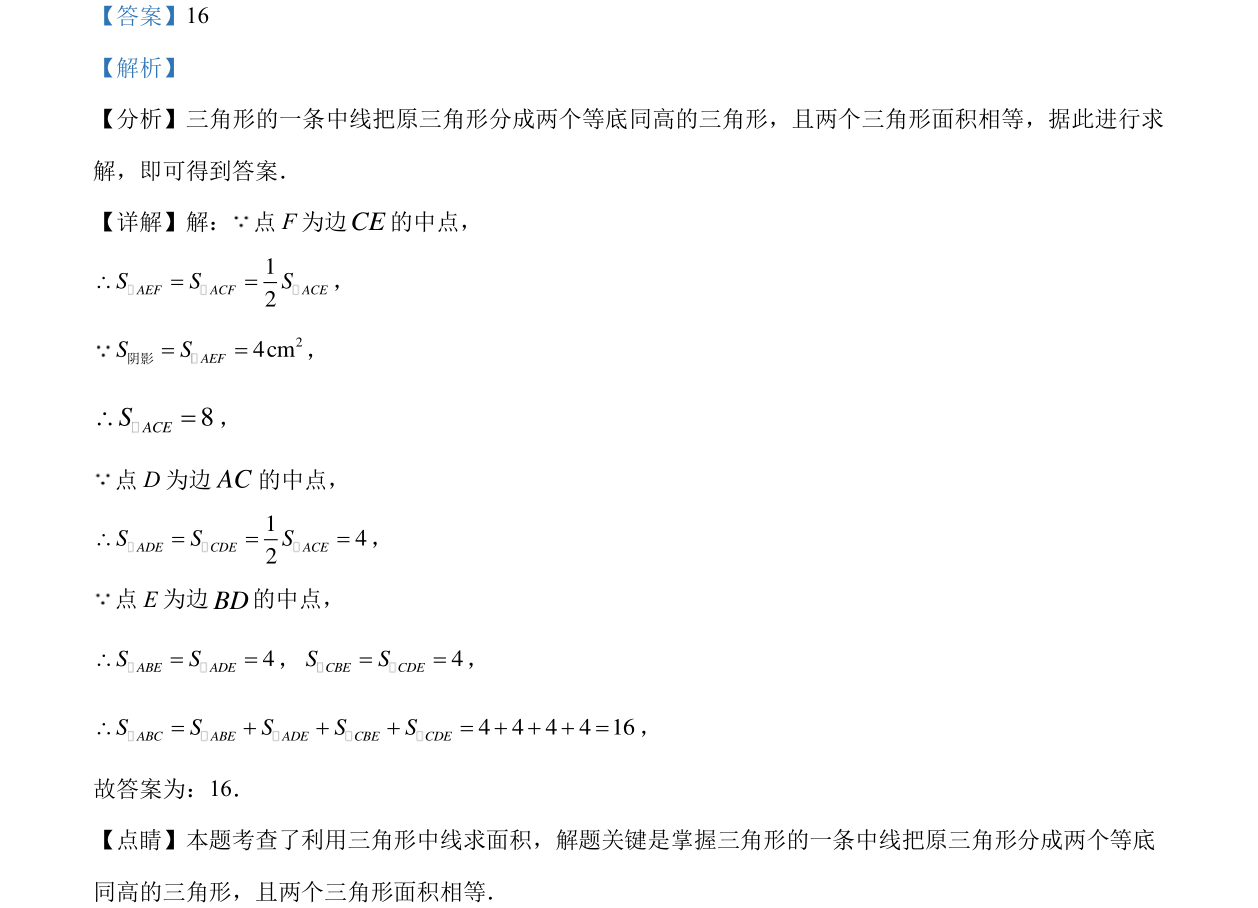 【答案】16
【解析】
【分析】三角形的一条中线把原三角形分成两个等底同高的三角形，且两个三角形面积相等，据此进行求
解，即可得到答案．
【详解】解：∵点 F 为边 CE 的中点，
∴S□AEF = S□ACF = 1/2 S□ACE，
∵S阴影 = S□AEF = 4cm²，
∴S□ACE = 8，
∵点 D 为边 AC 的中点，
∴S□ADE = S□CDE = 1/2 S□ACE = 4，
∵点 E 为边 BD 的中点，
∴S□ABE = S□ADE = 4，S□CBE = S□CDE = 4，
∴S□ABC = S□ABE + S□ADE + S□CBE + S□CDE = 4+4+4+4=16，
故答案为：16．
【点睛】本题考查了利用三角形中线求面积，解题关键是掌握三角形的一条中线把原三角形分成两个等底
同高的三角形，且两个三角形面积相等．